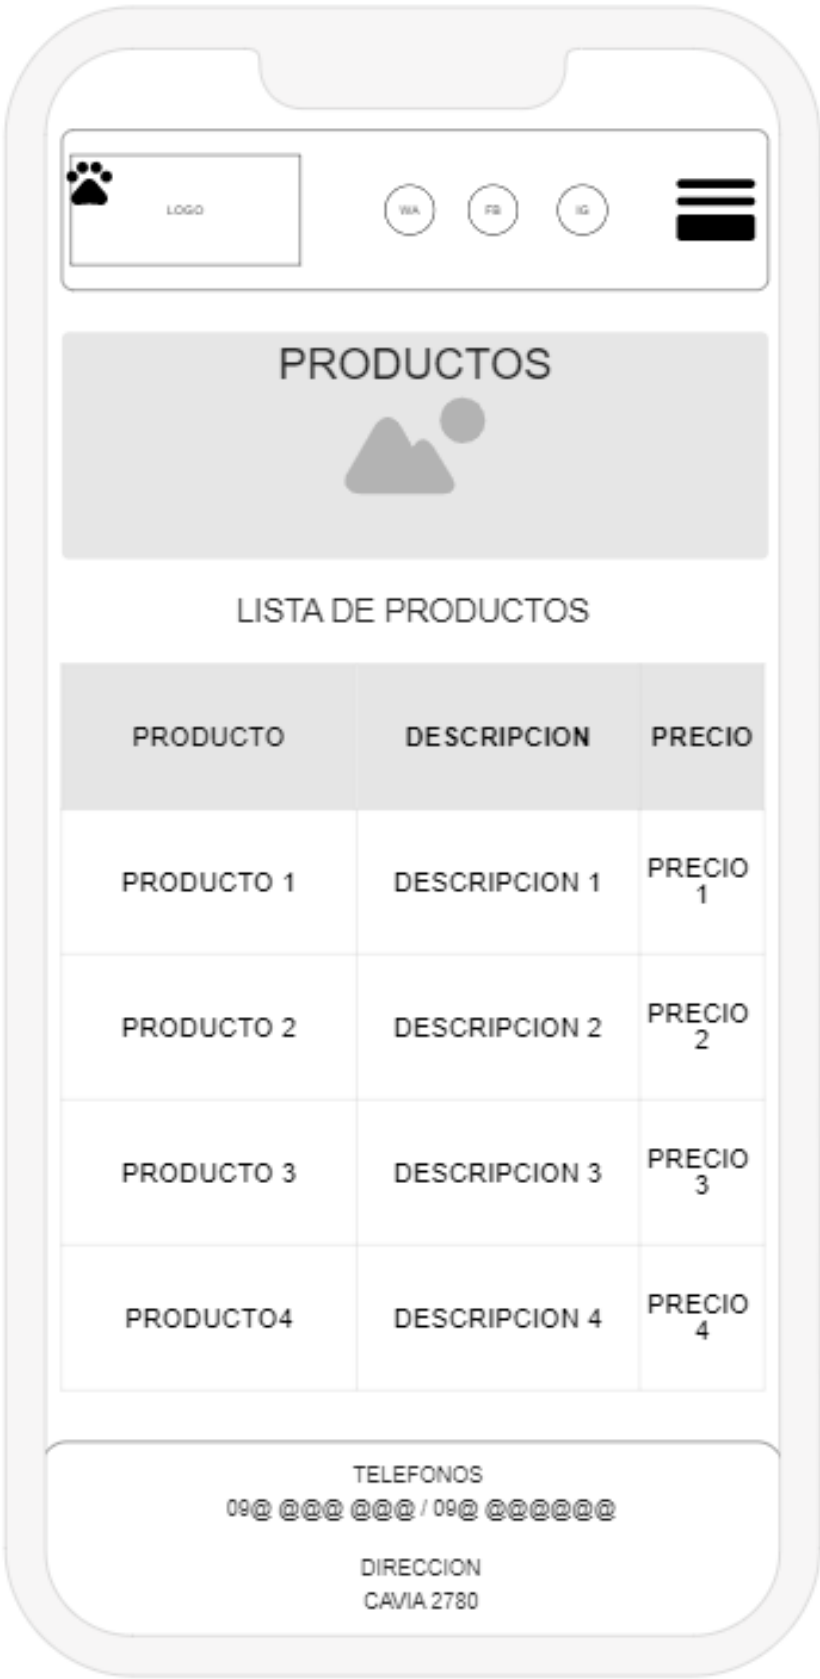 LOGO
WA
FB
IG
PRODUCTOS
LISTA DE PRODUCTOS
PRODUCTO DESCRIPCION PRECIO
PRODUCTO 1 DESCRIPCION 1 PRECIO 1
PRODUCTO 2 DESCRIPCION 2 PRECIO 2
PRODUCTO 3 DESCRIPCION 3 PRECIO 3
PRODUCTO4 DESCRIPCION 4 PRECIO 4
TELEFONOS
09@ @@@ @@@ / 09@ @@@@@@
DIRECCION
CAVIA 2780